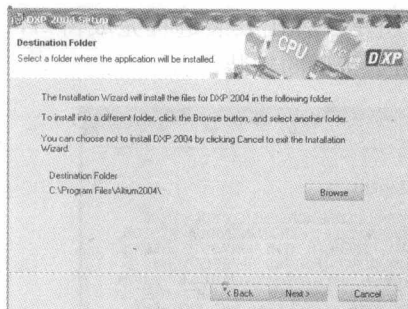 DXP 2004 Setup
Destination Folder
Select a folder where the application will be installed.
CPU
DXP
The Installation Wizard will install the files for DXP 2004 in the following folder.
To install into a different folder, click the Browse button, and select another folder.
You can choose not to install DXP 2004 by clicking Cancel to exit the Installation
Wizard.
Destination Folder
C:\Program Files\Altium2004\
Browse
< Back Next > Cancel